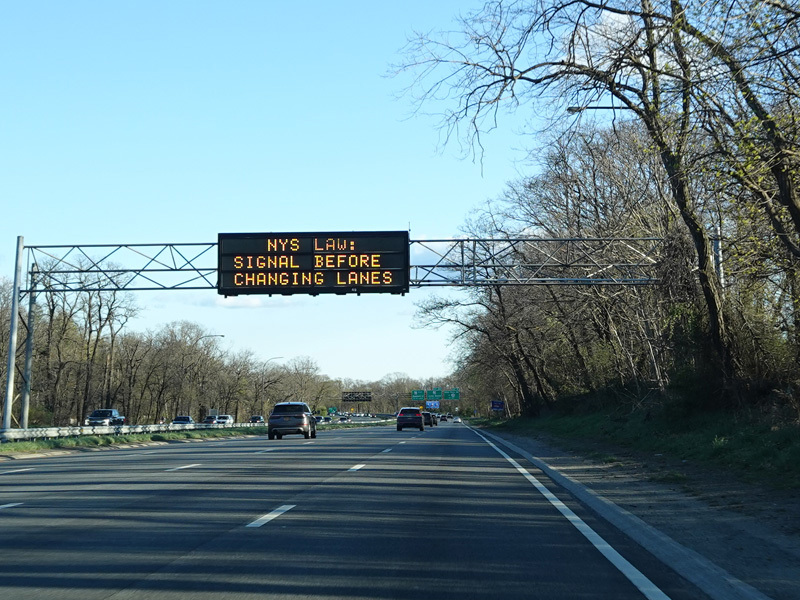 NYS LAW:
SIGNAL BEFORE
CHANGING LANES